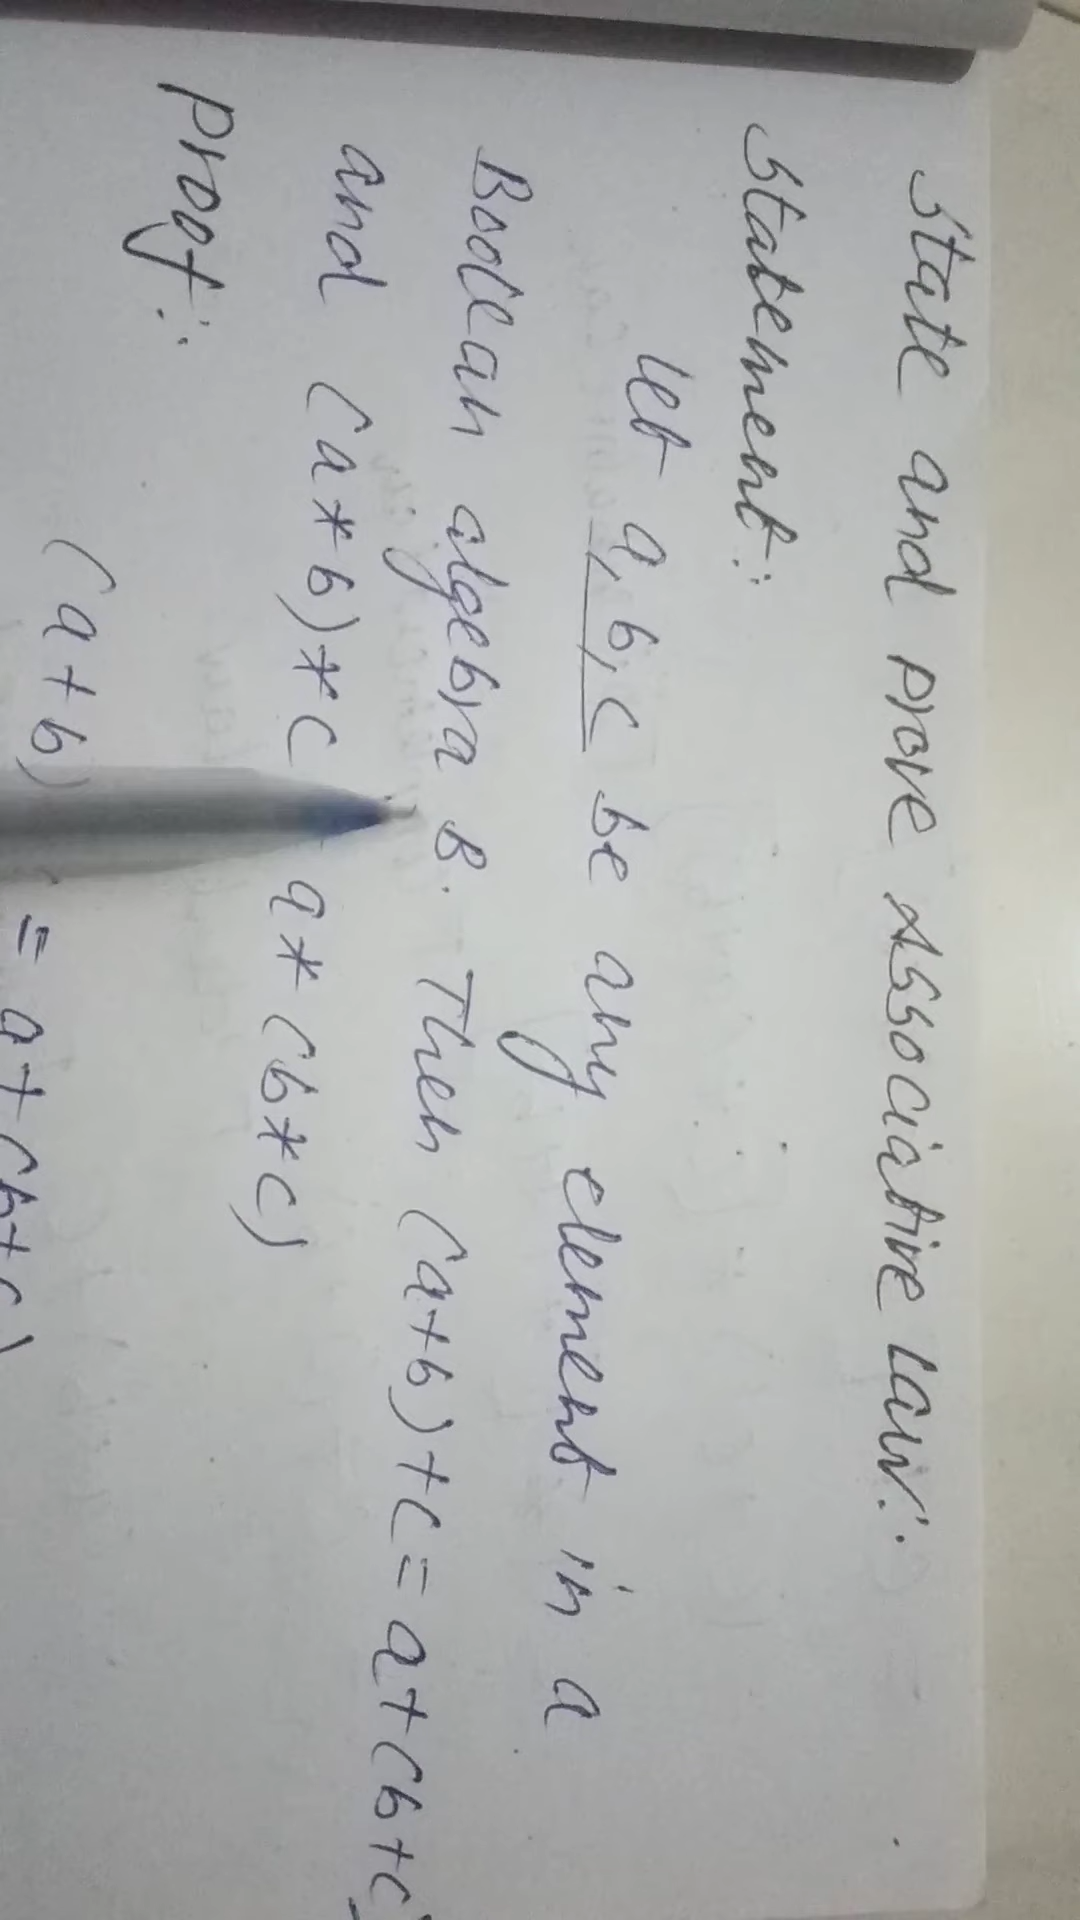 State and prove Associative law:
Statement:
let a, b, c be any element in a
Boolean algebra B. Then (a+b)+c = a+(b+c)
and (a*b)*c a*(b*c)
Proof:
(a+b) = a+(b+c)